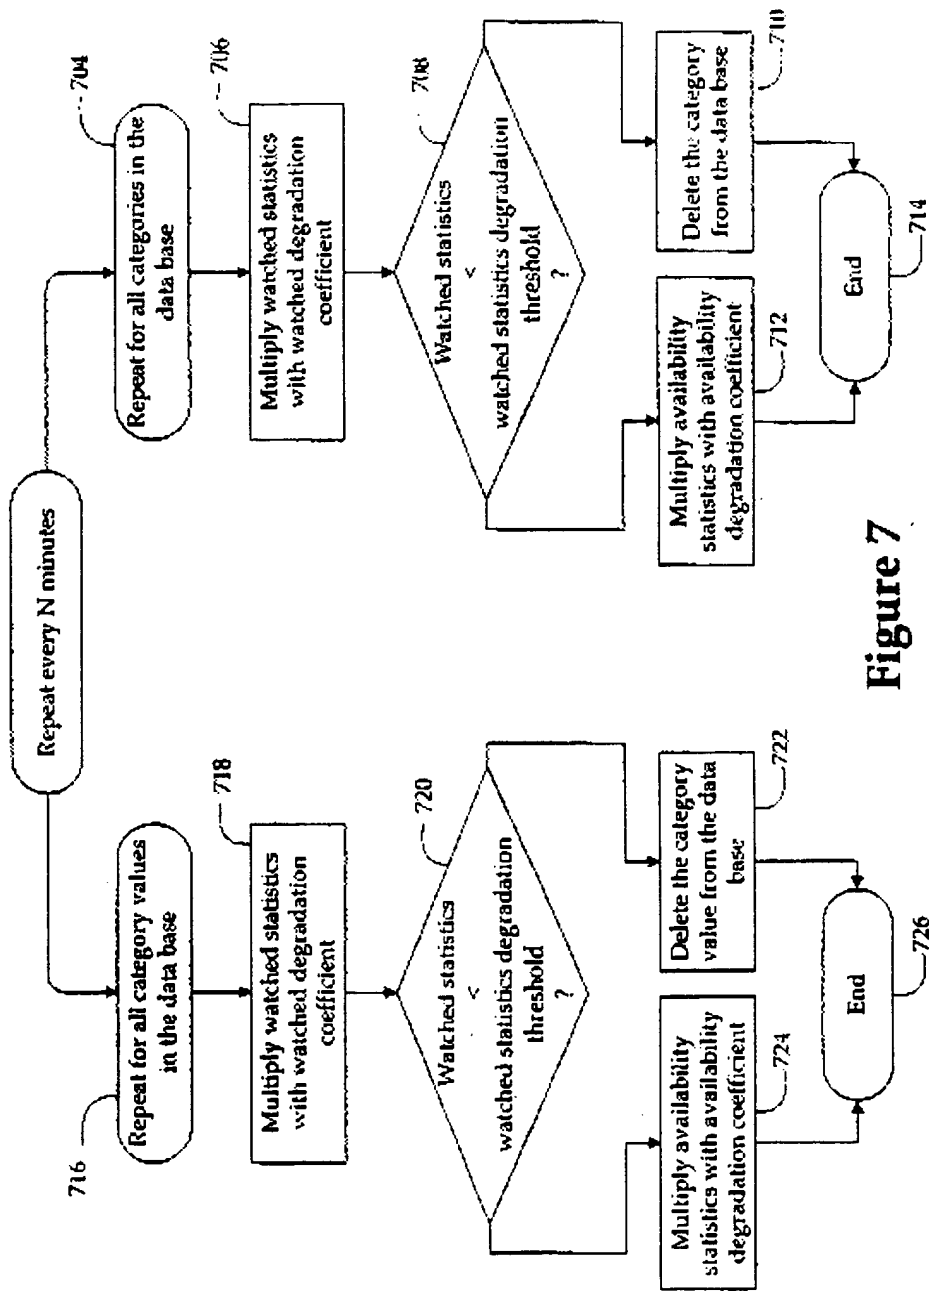 Repeat every N minutes
716
Repeat for all category values
in the data base
718
Multiply watched statistics
with watched degradation
coefficient
720
Watched statistics
<
watched statistics degradation
threshold
?
Multiply availability
statistics with availability
degradation coefficient
724
Delete the category
value from the data
base
722
End
726
704
Repeat for all categories in the
data base
706
Multiply watched statistics
with watched degradation
coefficient
708
Watched statistics
<
watched statistics degradation
threshold
?
Multiply availability
statistics with availability
degradation coefficient
712
Delete the category
from the data base
710
End
714
Figure 7